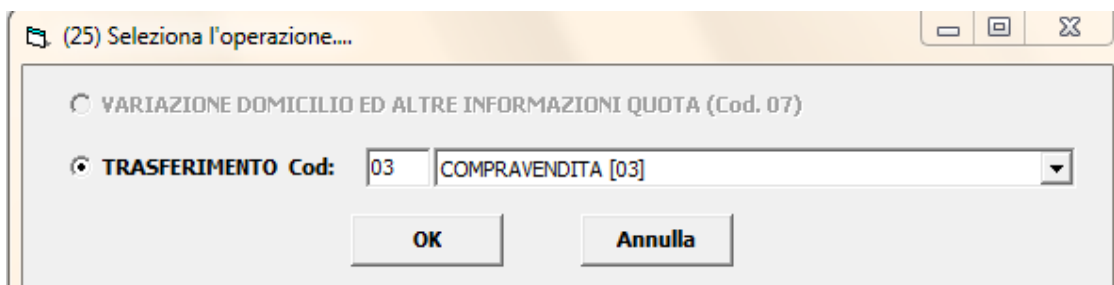 (25) Seleziona l'operazione....
VARIAZIONE DOMICILIO ED ALTRE INFORMAZIONI QUOTA (Cod. 07)
TRASFERIMENTO Cod: 03 COMPRAVENDITA [03]
OK Annulla